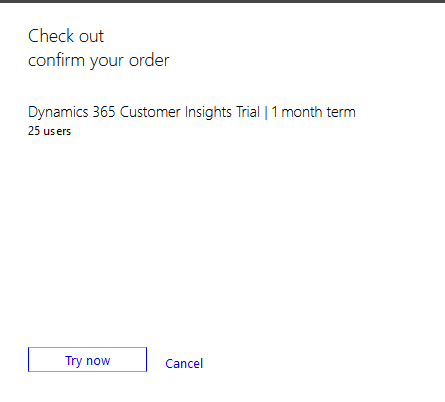 Check out
confirm your order
Dynamics 365 Customer Insights Trial | 1 month term
25 users
Try now
Cancel